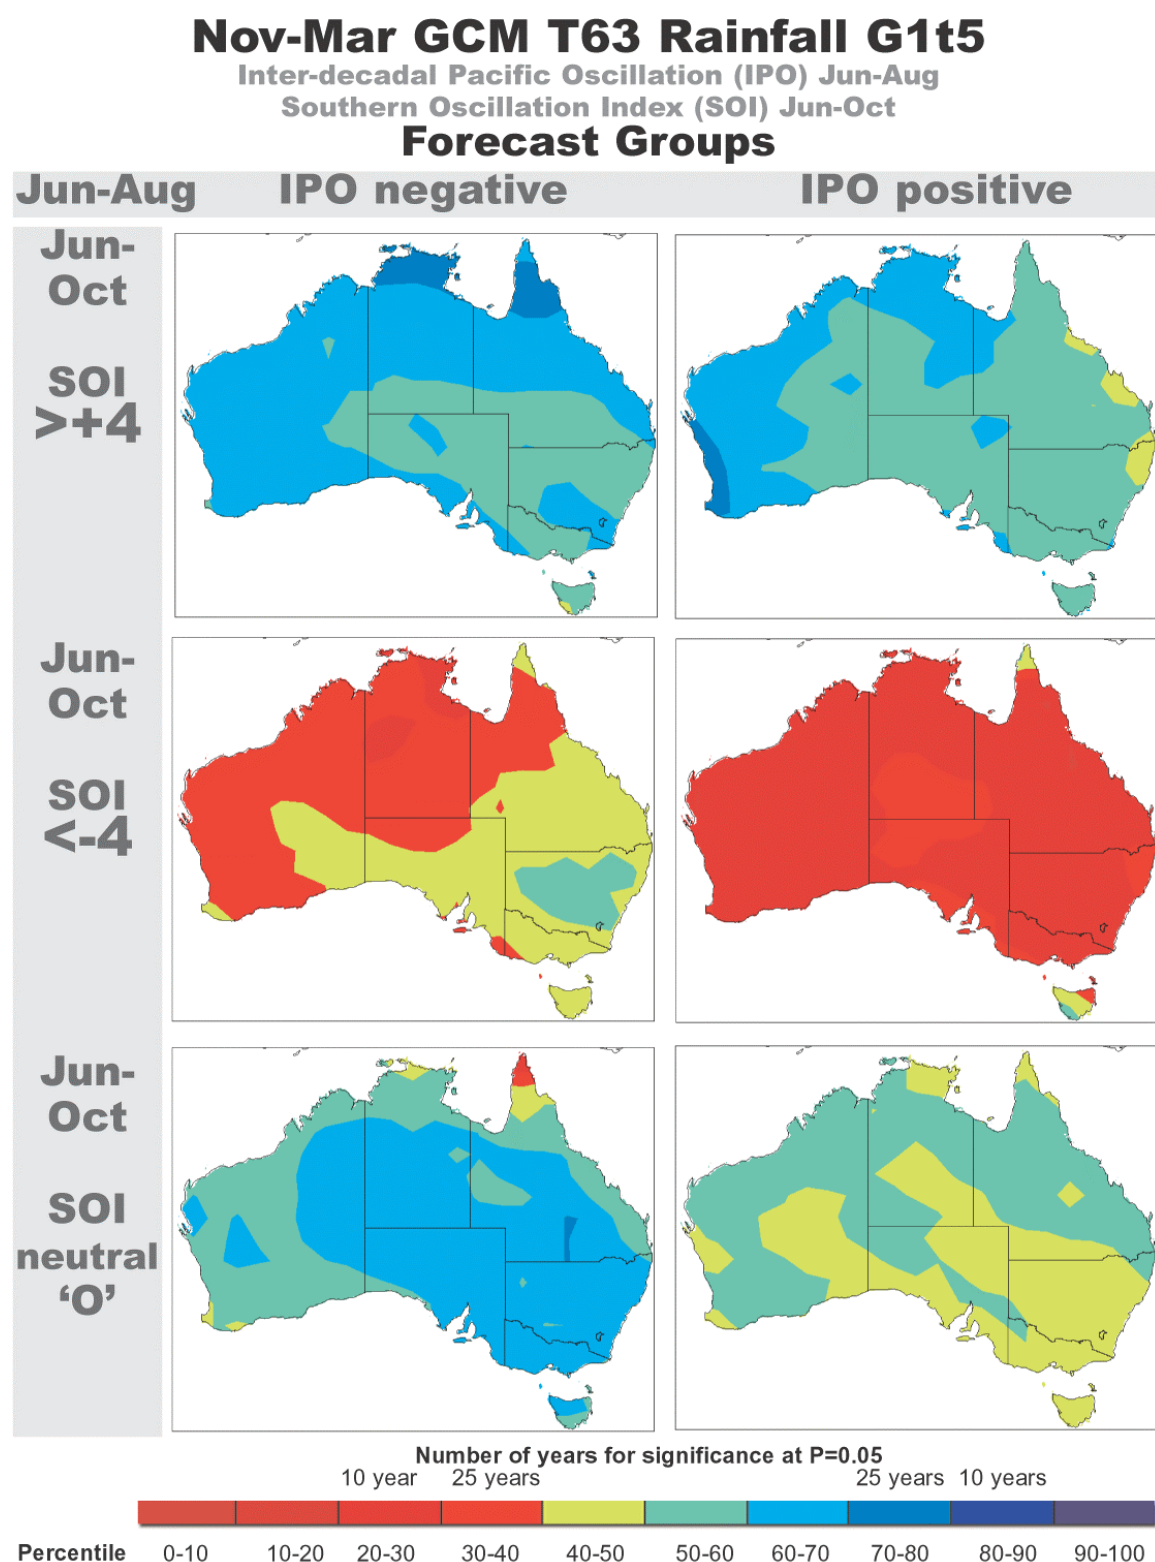 Nov-Mar GCM T63 Rainfall G1t5
Inter-decadal Pacific Oscillation (IPO) Jun-Aug
Southern Oscillation Index (SOI) Jun-Oct
Forecast Groups
Jun-Aug IPO negative IPO positive
Jun-
Oct
SOI
>+4
Jun-
Oct
SOI
<-4
Jun-
Oct
SOI
neutral
‘O’
Number of years for significance at P=0.05
10 year 25 years 25 years 10 years
Percentile 0-10 10-20 20-30 30-40 40-50 50-60 60-70 70-80 80-90 90-100